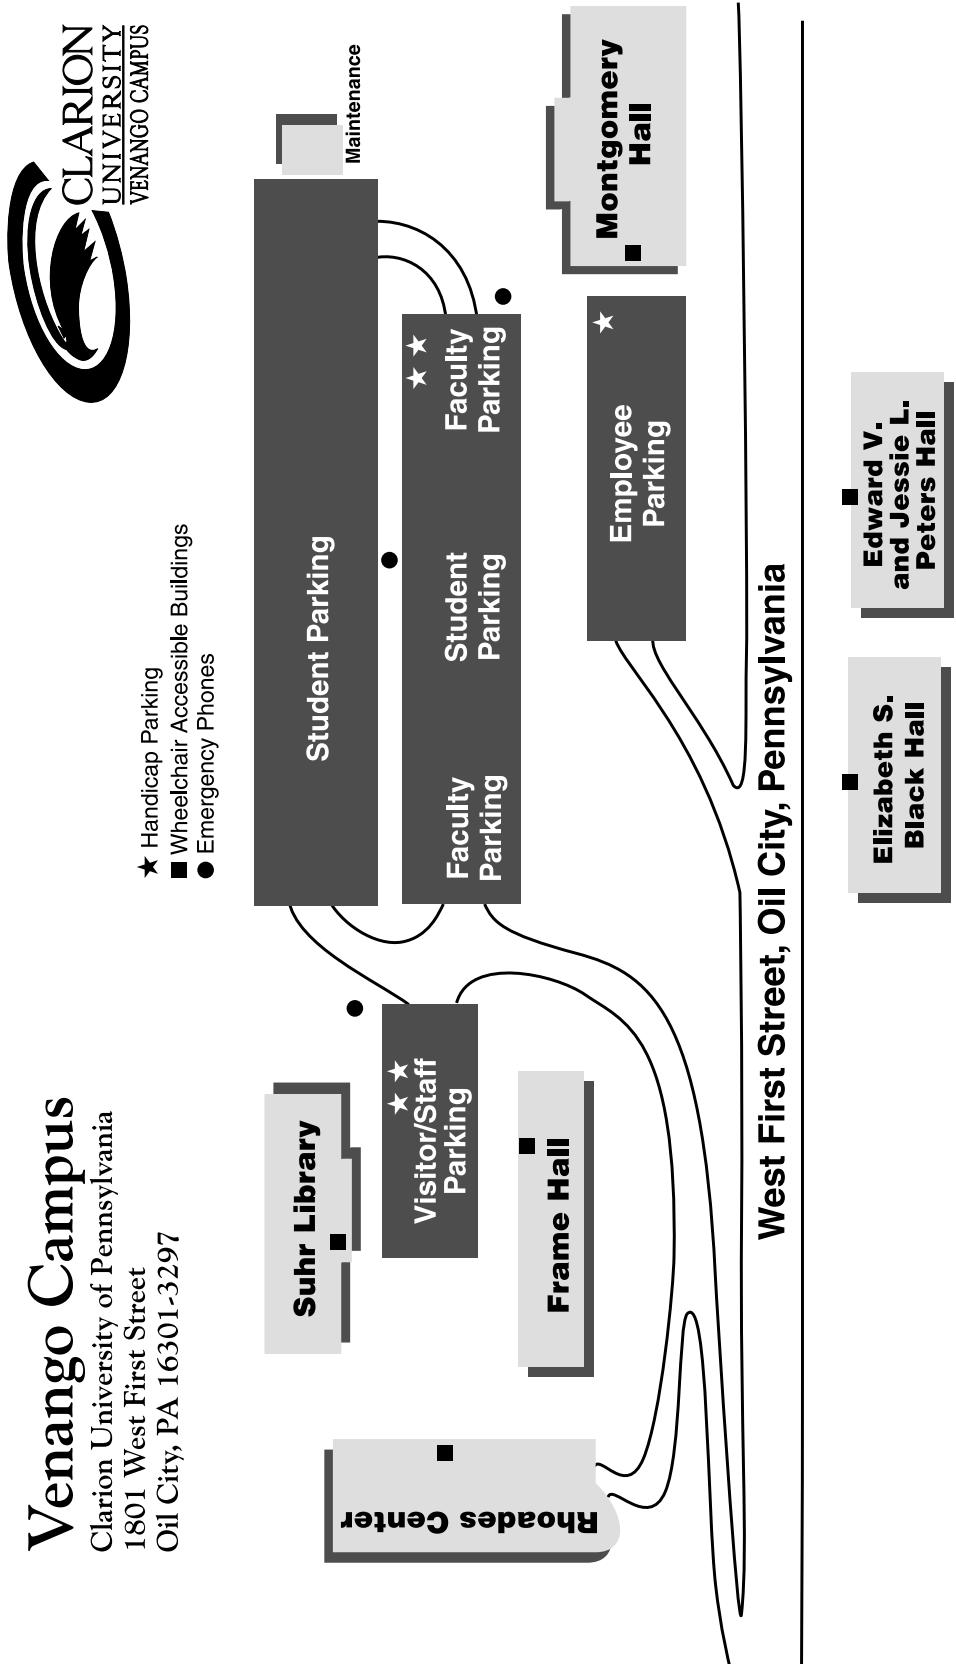 Venango Campus
Clarion University of Pennsylvania
1801 West First Street
Oil City, PA 16301-3297
Handicap Parking
Wheelchair Accessible Buildings
Emergency Phones
CLARION
UNIVERSITY
VENANGO CAMPUS
Maintenance
Student Parking
Suhr Library
Visitor/Staff
Parking
Faculty
Parking
Student
Parking
Faculty
Parking
Rhoades Center
Frame Hall
Employee
Parking
Montgomery
Hall
West First Street, Oil City, Pennsylvania
Elizabeth S.
Black Hall
Edward V.
and Jessie L.
Peters Hall